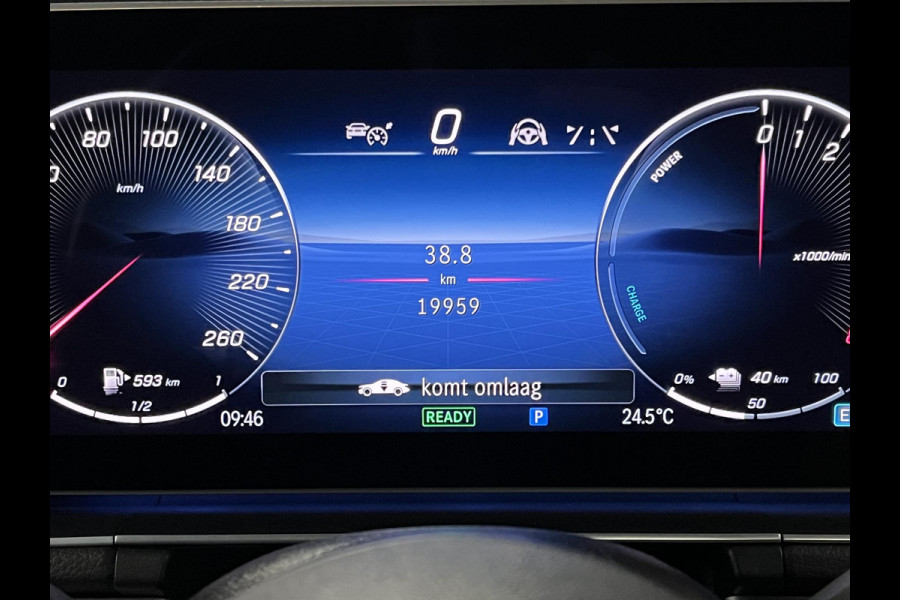 80 100 140 180 220 260
km/h
0
km/h
38.8
km
19959
komt omlaag
READY P
09:46
24.5°C
0 593 km 1
1/2
POWER
CHARGE
0 1 2
x1000/min
0% 40 km 100
50
E